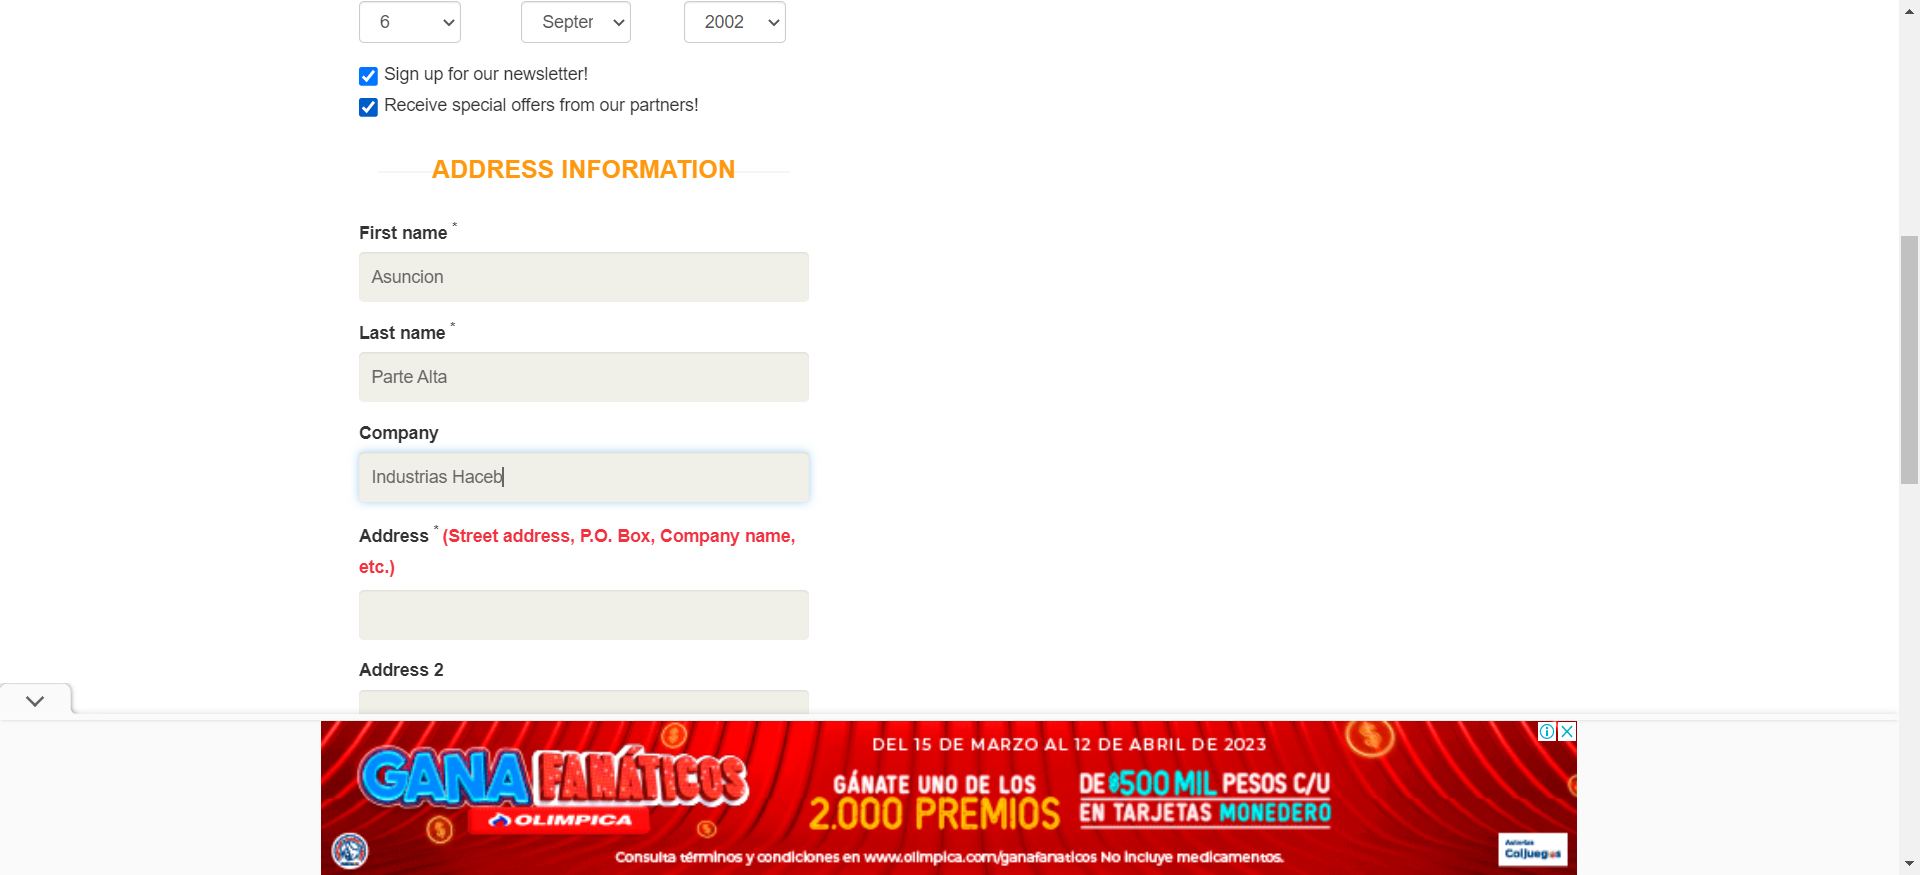 6 Septer 2002
Sign up for our newsletter!
Receive special offers from our partners!
ADDRESS INFORMATION
First name *
Asuncion
Last name *
Parte Alta
Company
Industrias Haceb
Address * (Street address, P.O. Box, Company name,
etc.)
Address 2
GANA FANÁTICOS
OLIMPICA
DEL 15 DE MARZO AL 12 DE ABRIL DE 2023
GÁNATE UNO DE LOS
2.000 PREMIOS
DE $500 MIL PESOS C/U
EN TARJETAS MONEDERO
Consulta términos y condiciones en www.olimpica.com/ganafanaticos No incluye medicamentos.
Autoriza
Coljuegos